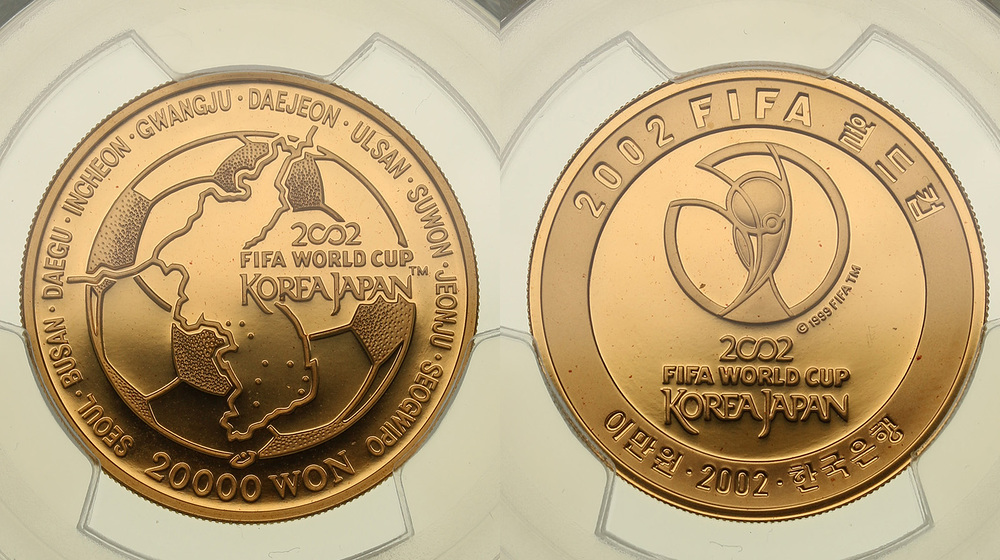 SEOUL · BUSAN · DAEGU · INCHEON · GWANGJU · DAEJEON · ULSAN · SUWON · JEONJU · SEOGWIPO
2002
FIFA WORLD CUP
KOREA JAPAN™
20000 WON
2002 FIFA 월드컵
© 1999 FIFA TM
2002
FIFA WORLD CUP
KOREA JAPAN
이만원 · 2002 · 한국은행